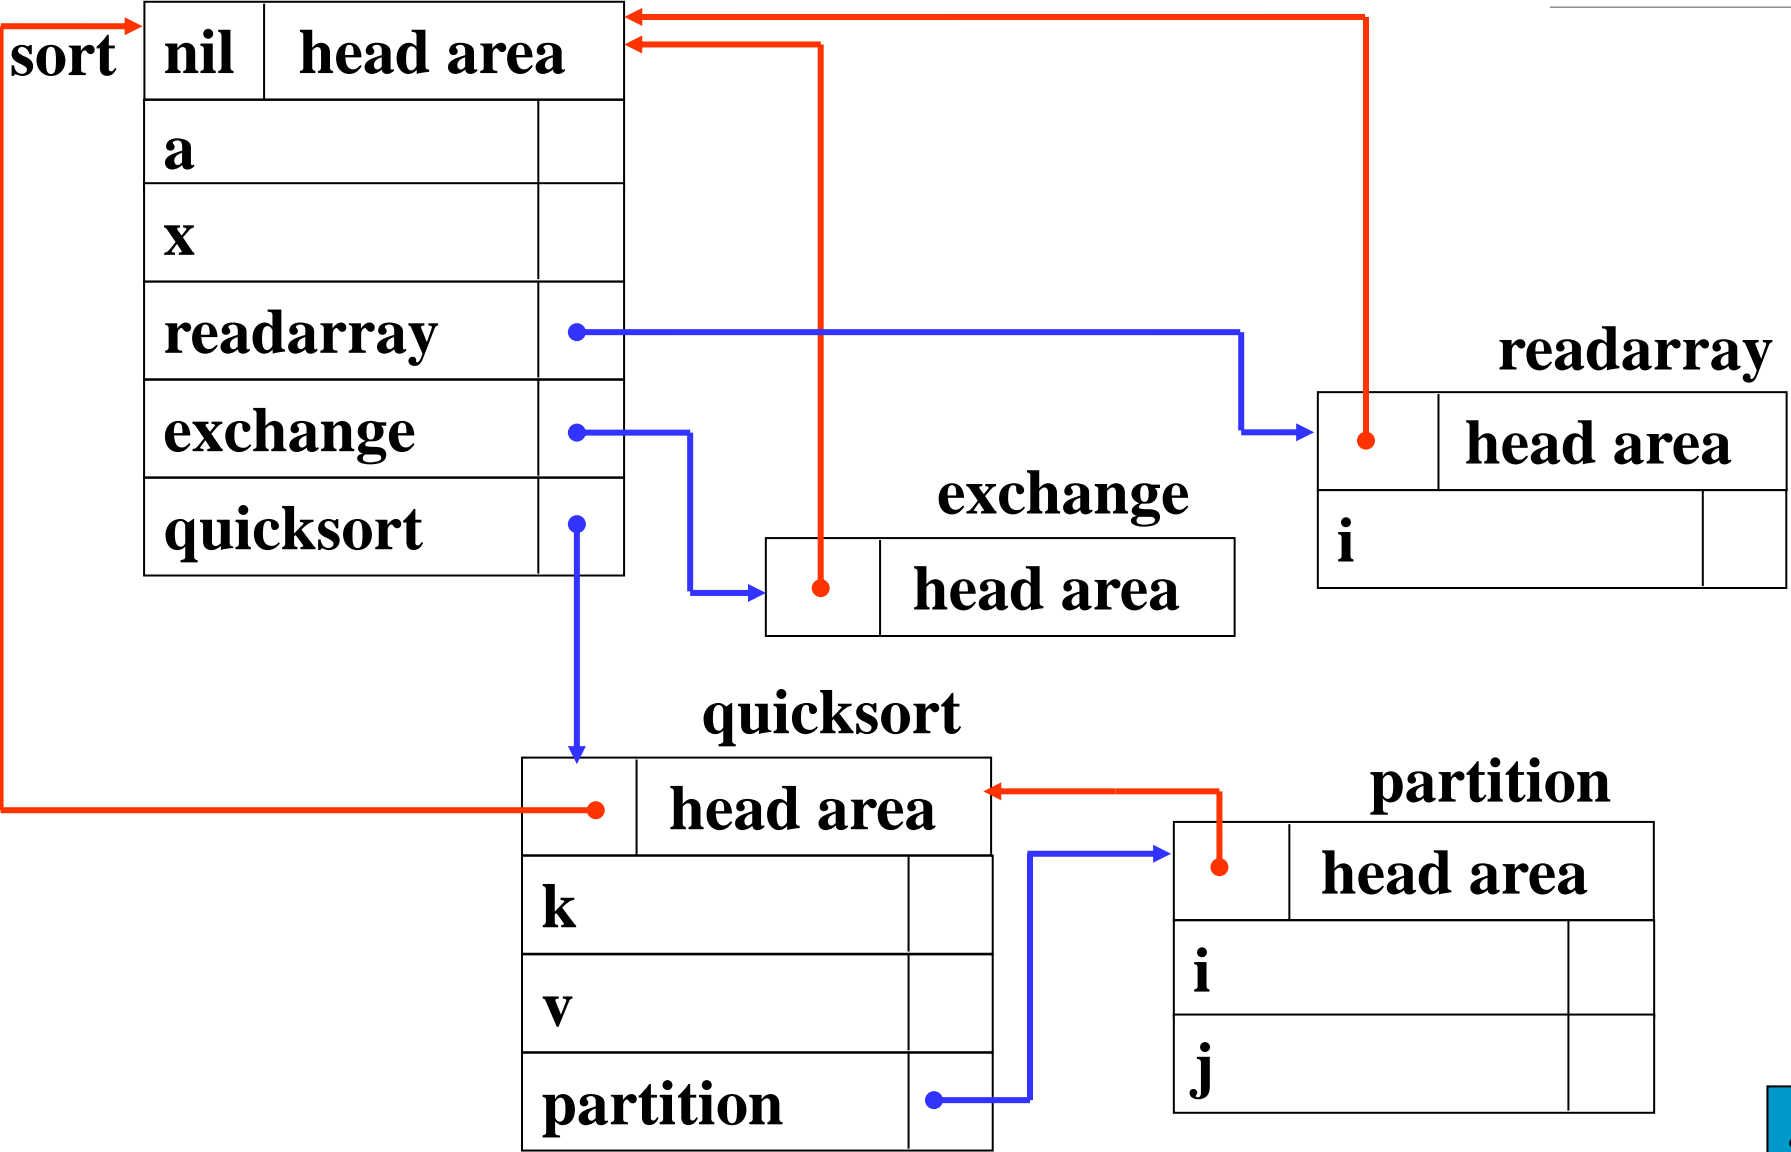 sort
nil head area
a
x
readarray
exchange
quicksort
readarray
head area
i
exchange
head area
quicksort
head area
k
v
partition
partition
head area
i
j